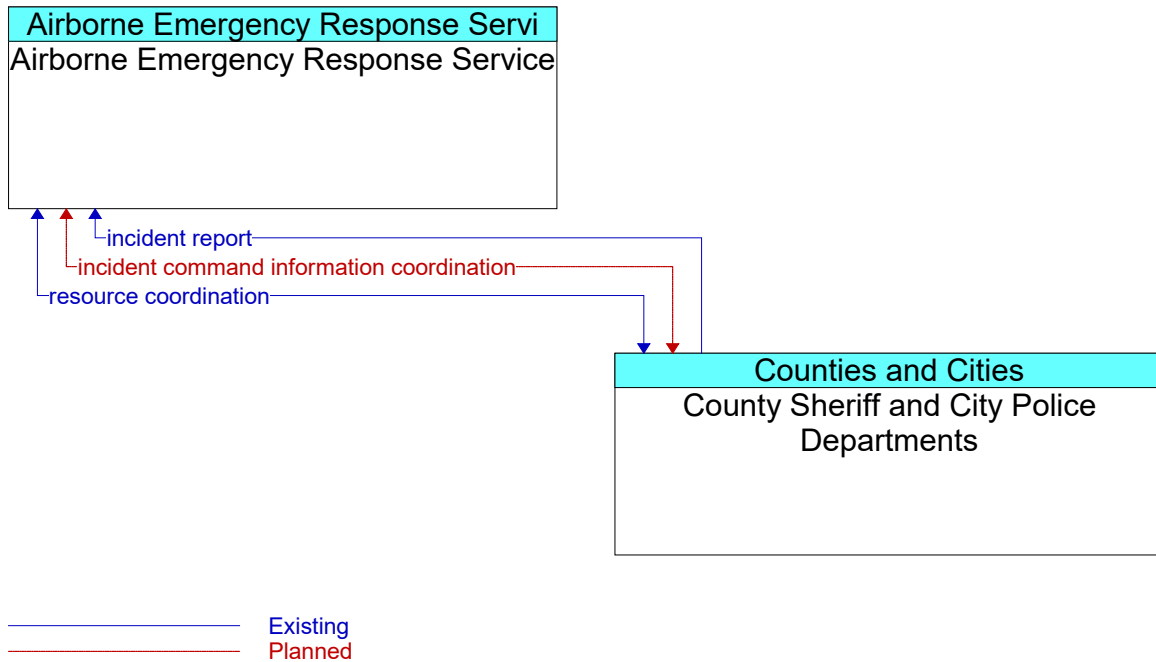 Airborne Emergency Response Servi
Airborne Emergency Response Service
incident report
incident command information coordination
resource coordination
Counties and Cities
County Sheriff and City Police
Departments
Existing
Planned